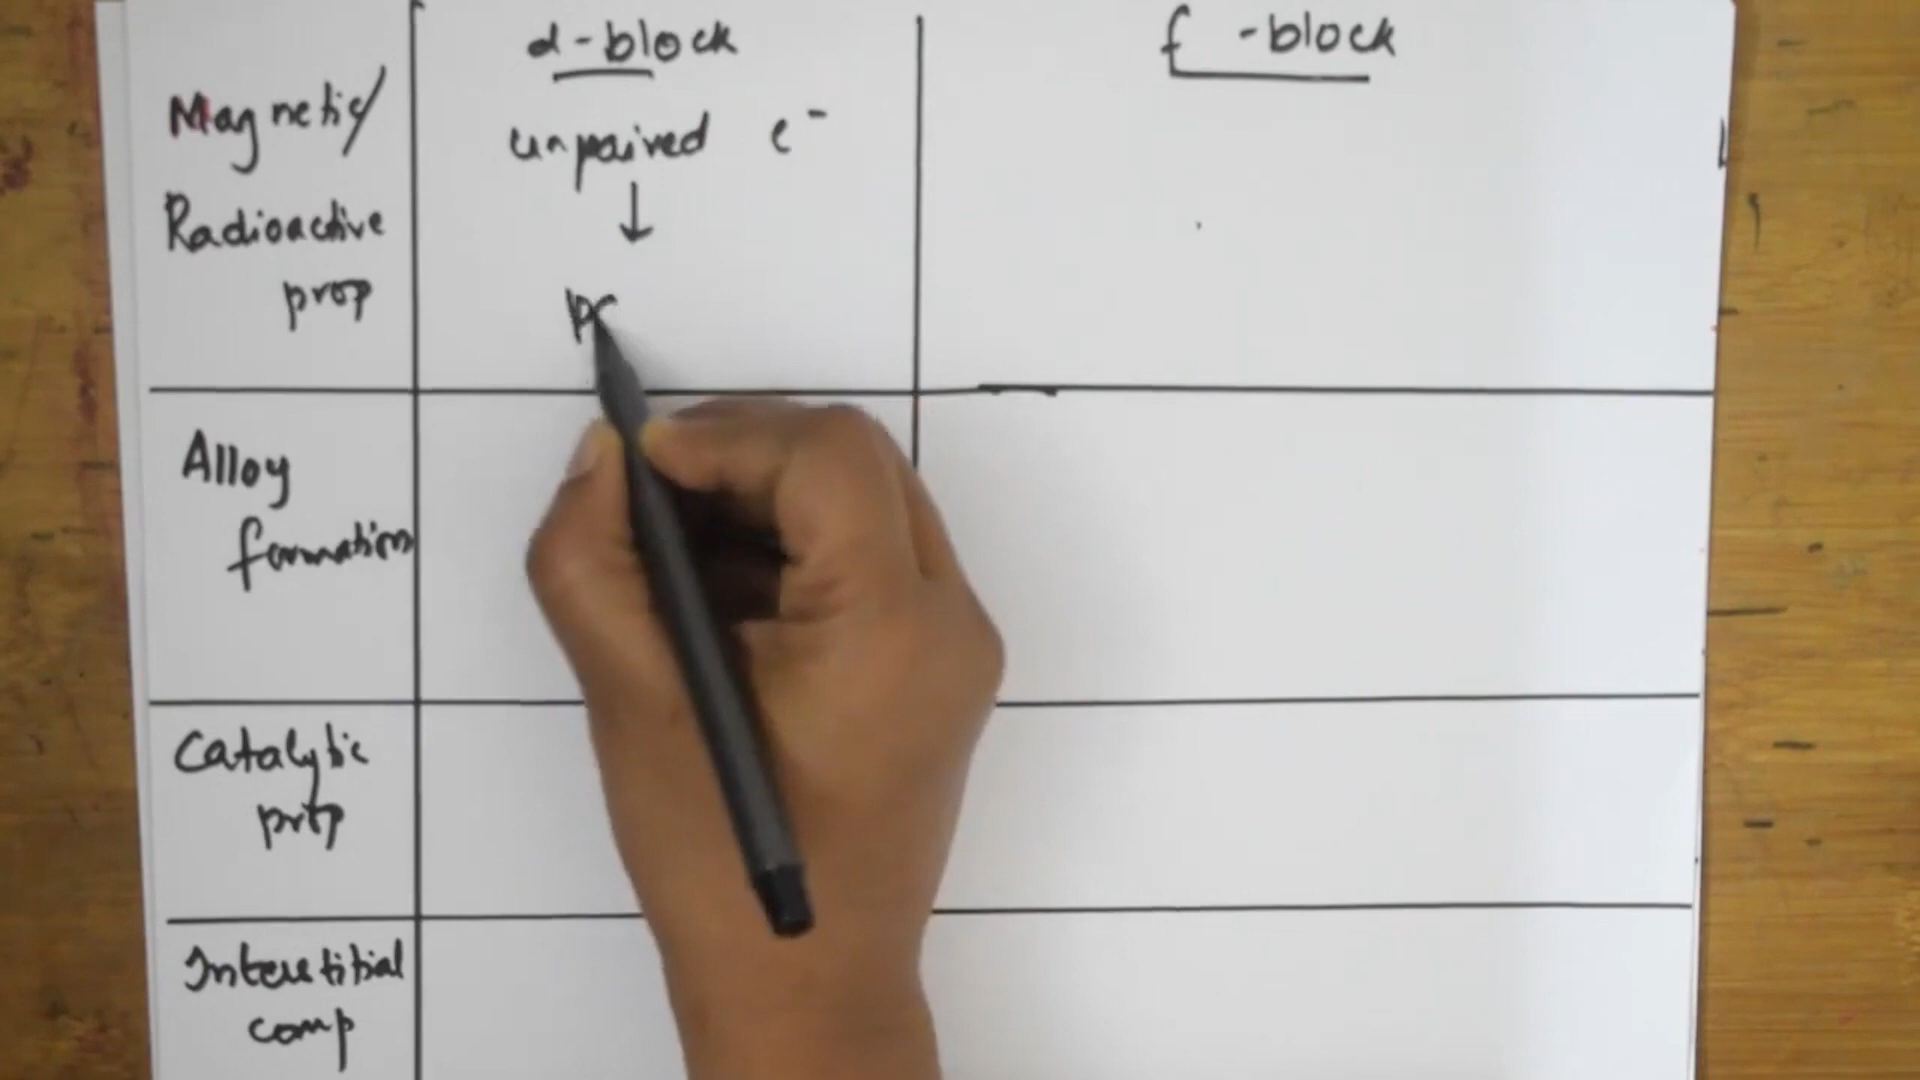 d-block
f -block
Magnetic/
Radioactive
prop
unpaired e⁻
↓
Alloy
formation
Catalytic
prop
Interstitial
comp